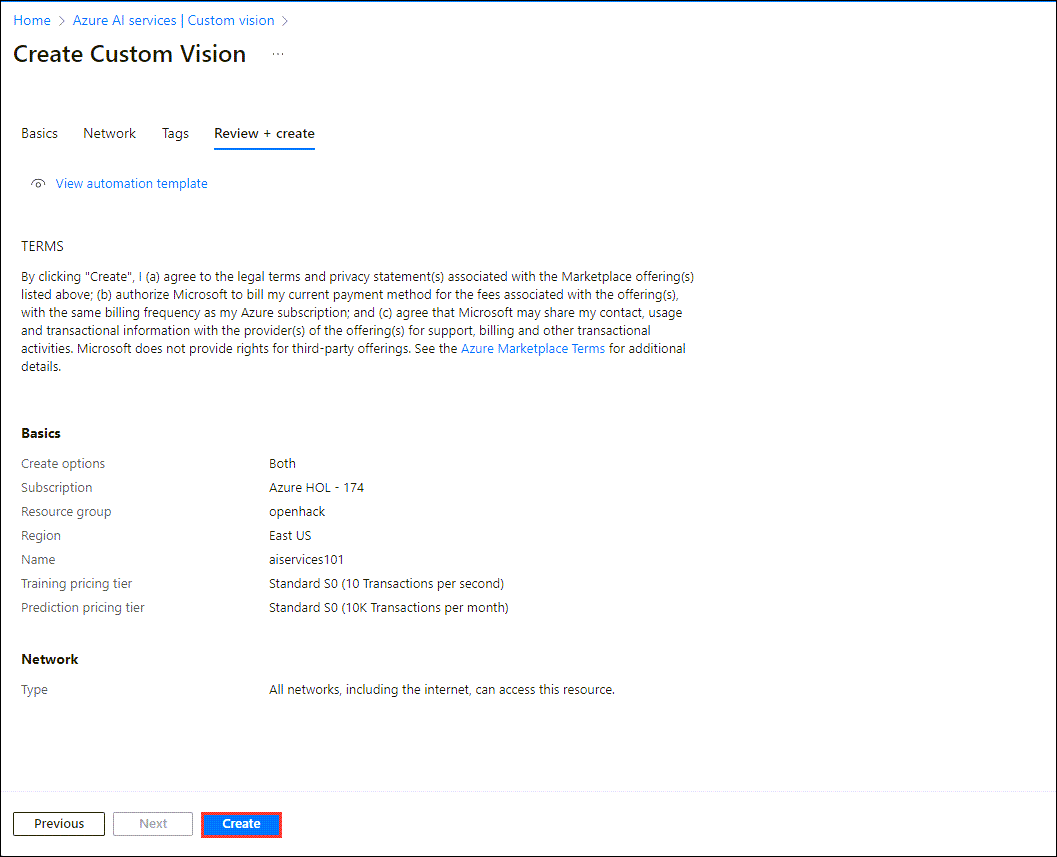 Home > Azure AI services | Custom vision >
Create Custom Vision ...
Basics Network Tags Review + create
View automation template
TERMS
By clicking "Create", I (a) agree to the legal terms and privacy statement(s) associated with the Marketplace offering(s)
listed above; (b) authorize Microsoft to bill my current payment method for the fees associated with the offering(s),
with the same billing frequency as my Azure subscription; and (c) agree that Microsoft may share my contact, usage
and transactional information with the provider(s) of the offering(s) for support, billing and other transactional
activities. Microsoft does not provide rights for third-party offerings. See the Azure Marketplace Terms for additional
details.
Basics
Create options Both
Subscription Azure HOL - 174
Resource group openhack
Region East US
Name aiservices101
Training pricing tier Standard S0 (10 Transactions per second)
Prediction pricing tier Standard S0 (10K Transactions per month)
Network
Type All networks, including the internet, can access this resource.
Previous Next Create